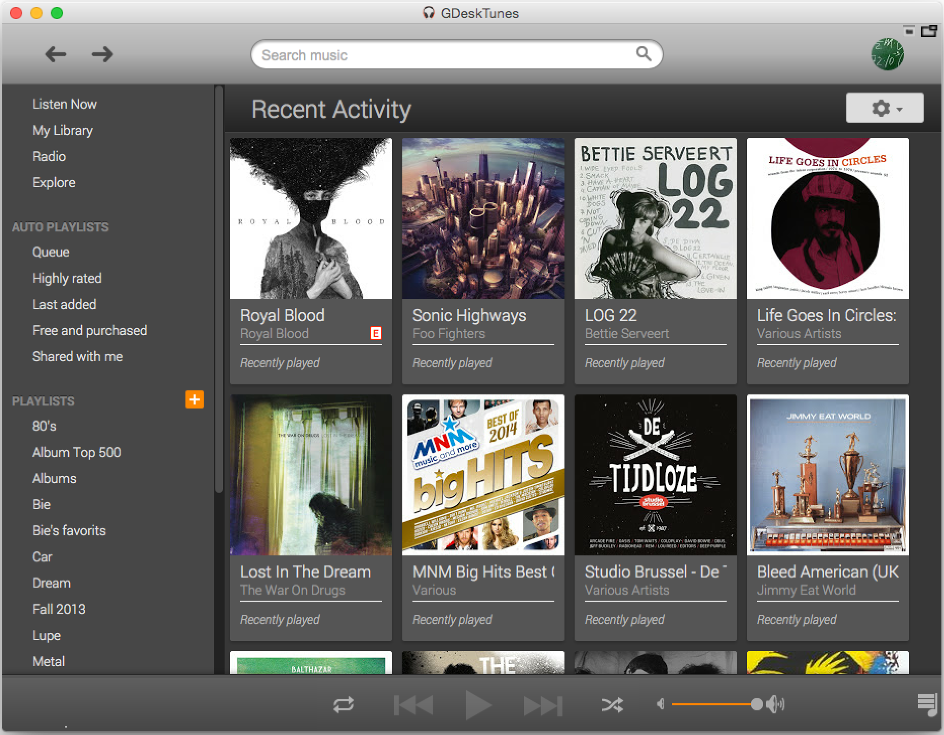 GDeskTunes
Search music
Listen Now
My Library
Radio
Explore
AUTO PLAYLISTS
Queue
Highly rated
Last added
Free and purchased
Shared with me
PLAYLISTS
80's
Album Top 500
Albums
Bie
Bie's favorits
Car
Dream
Fall 2013
Lupe
Metal
Recent Activity
ROYAL BLOOD
BETTIE SERVEERT
LOG
22
LIFE GOES IN CIRCLES
Royal Blood
Royal Blood
E
Recently played
Sonic Highways
Foo Fighters
Recently played
LOG 22
Bettie Serveert
Recently played
Life Goes In Circles:
Various Artists
Recently played
THE WAR ON DRUGS
MNM
music and more
BEST OF
2014
big HITS
DE
TIJDLOZE
studio
brussel
JIMMY EAT WORLD
Lost In The Dream
The War On Drugs
Recently played
MNM Big Hits Best
Various
Recently played
Studio Brussel - De
Various Artists
Recently played
Bleed American (UK
Jimmy Eat World
Recently played
BALTHAZAR
THE